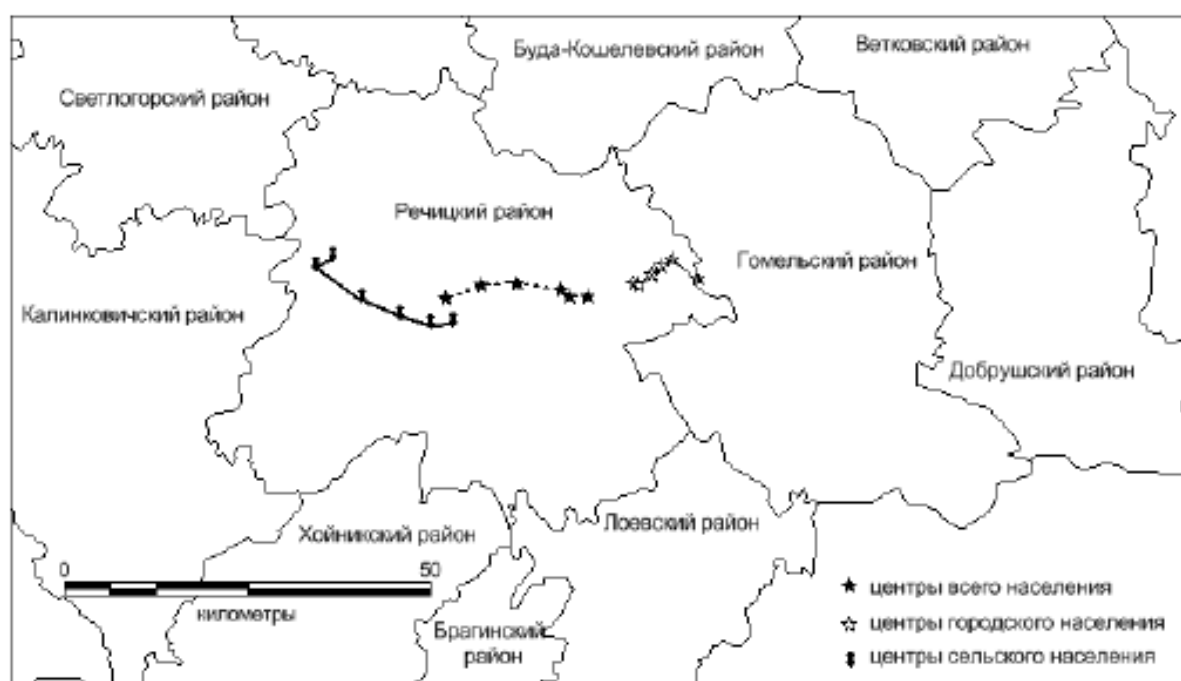 Буда-Кошелевский район
Ветковский район
Светлогорский район
Речицкий район
Гомельский район
Калинковичский район
Добрушский район
Хойникский район
Лоевский район
0 50
километры
Брагинский
район
центры всего населения
центры городского населения
центры сельского населения